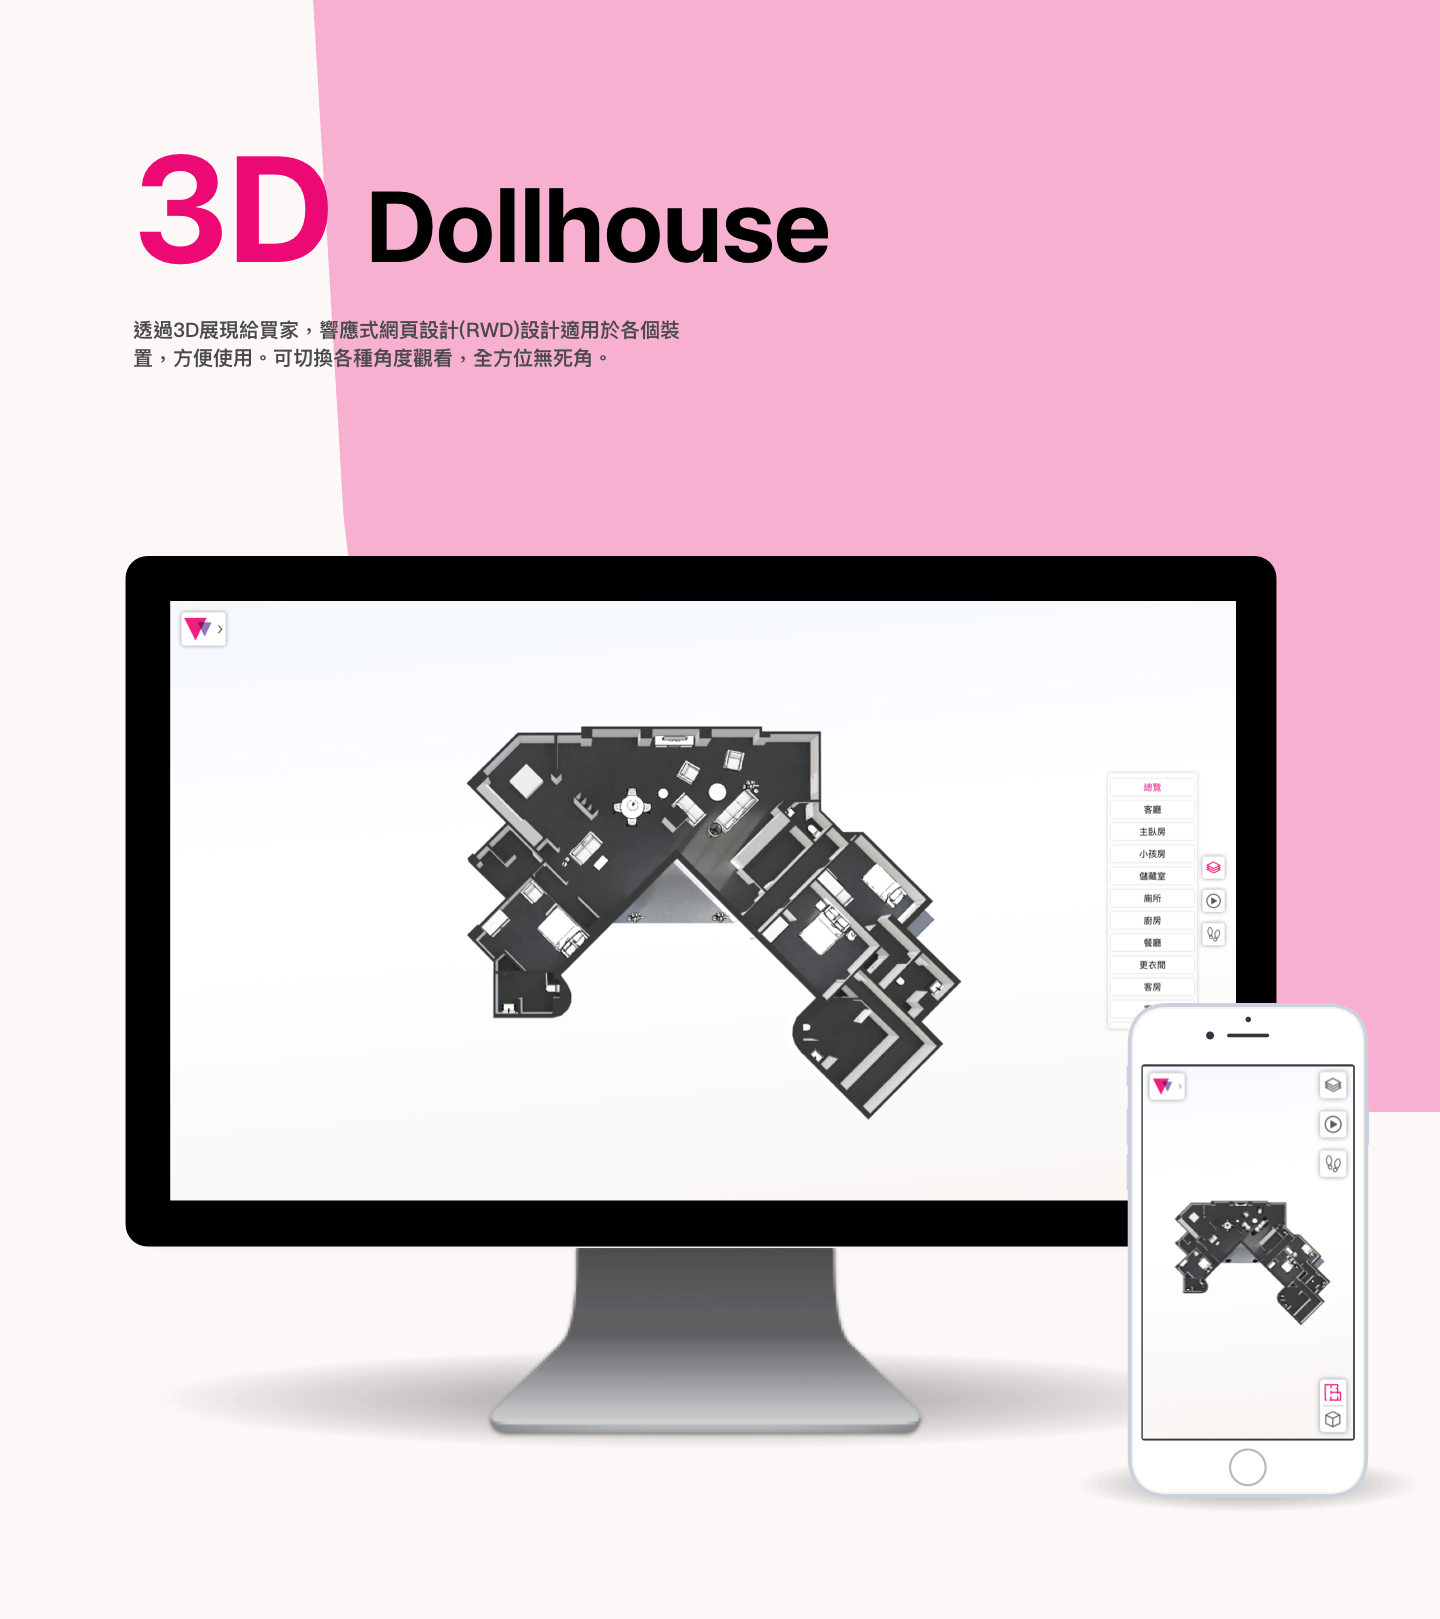 3D Dollhouse
透過3D展現給買家，響應式網頁設計(RWD)設計適用於各個裝
置，方便使用。可切換各種角度觀看，全方位無死角。
總覽
客廳
主臥房
小孩房
儲藏室
廁所
廚房
餐廳
更衣間
客房